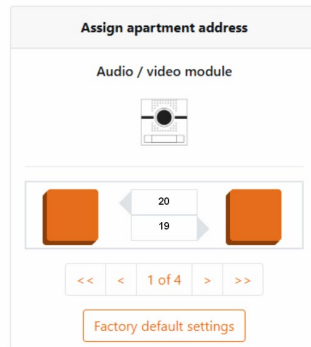 Assign apartment address
Audio / video module
20
19
<< < 1 of 4 > >>
Factory default settings